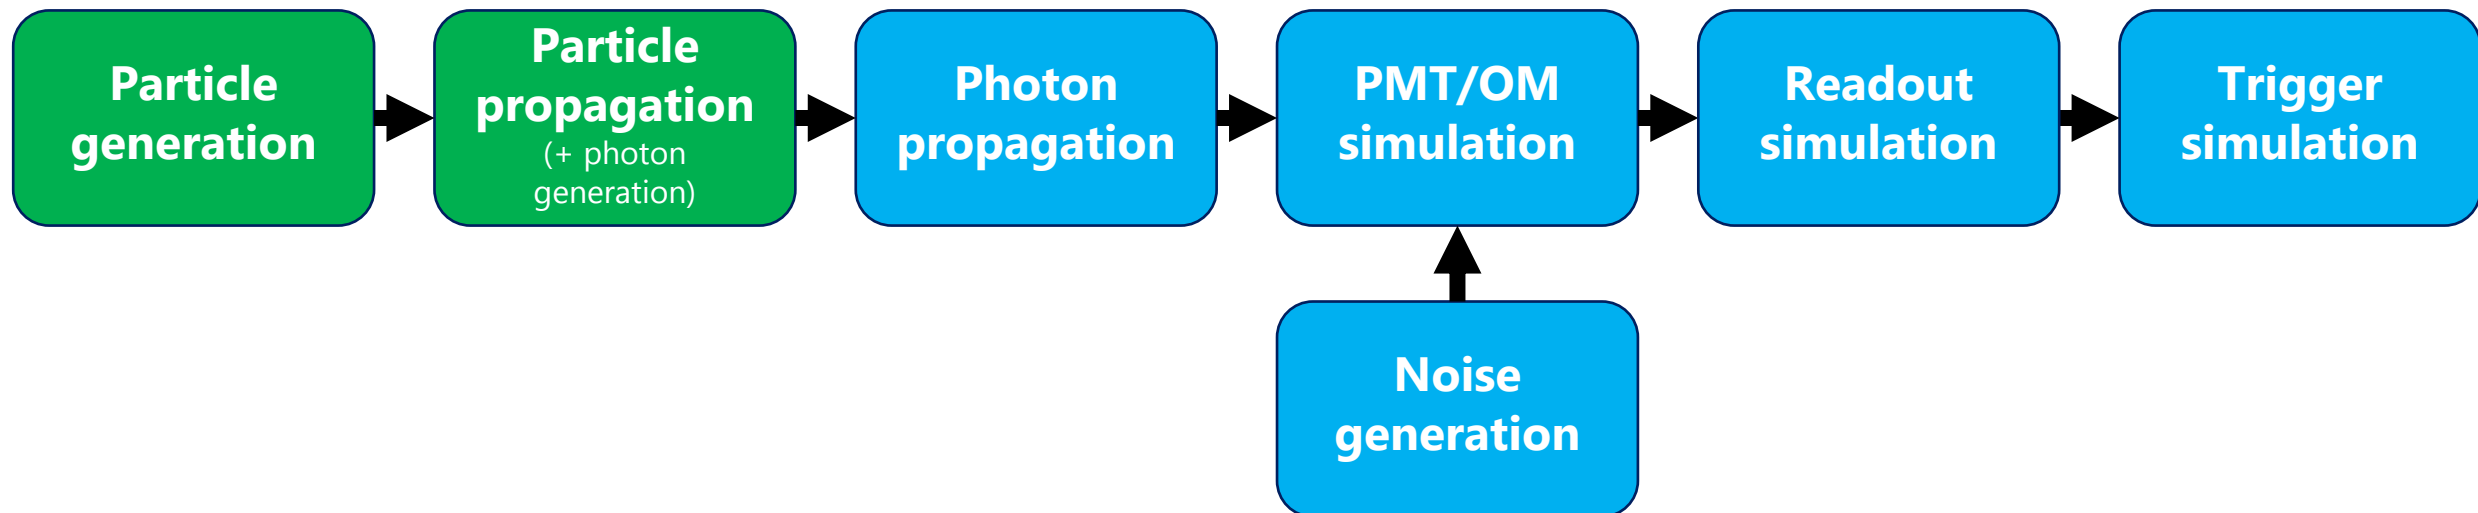 Particle
generation
Particle
propagation
(+ photon
generation)
Photon
propagation
PMT/OM
simulation
Readout
simulation
Trigger
simulation
Noise
generation